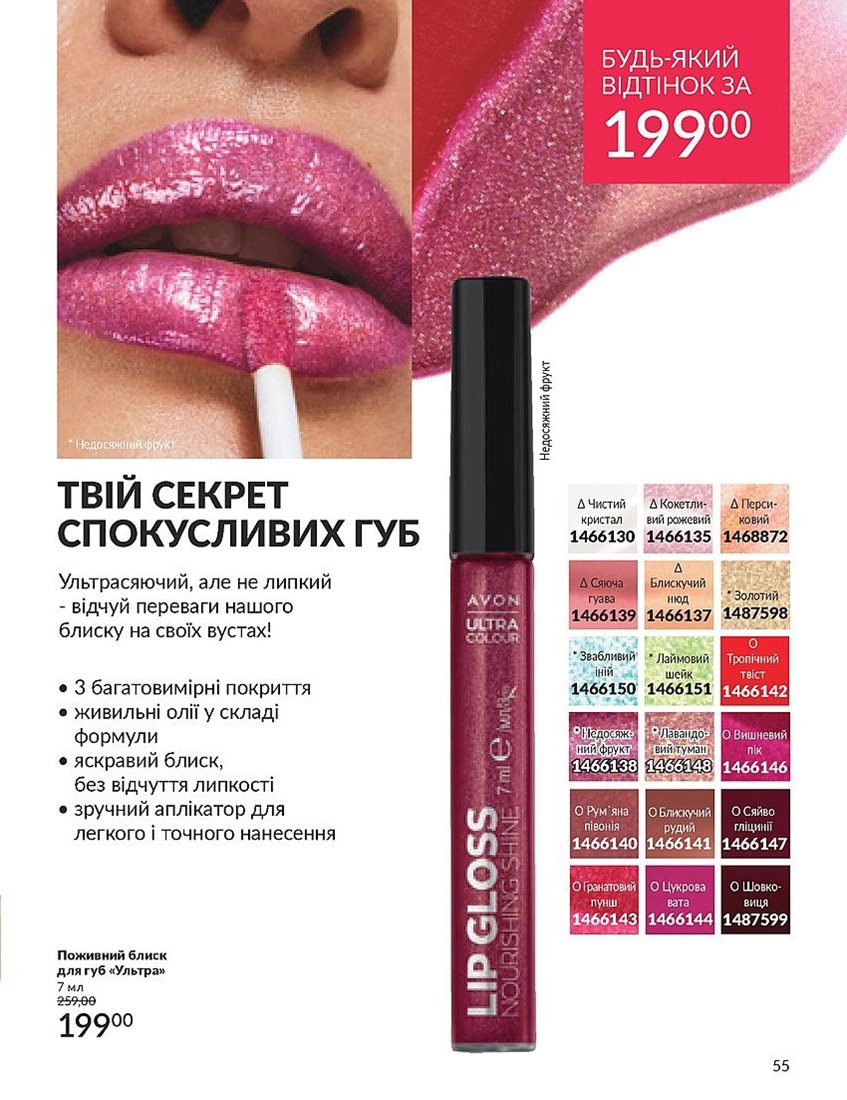 БУДЬ-ЯКИЙ
ВІДТІНОК ЗА
199⁰⁰
* Недосяжний фрукт
Недосяжний фрукт
ТВІЙ СЕКРЕТ
СПОКУСЛИВИХ ГУБ
Ультрасяючий, але не липкий
- відчуй переваги нашого
блиску на своїх вустах!
• 3 багатовимірні покриття
• живильні олії у складі
формули
• яскравий блиск,
без відчуття липкості
• зручний аплікатор для
легкого і точного нанесення
AVON
ULTRA
COLOUR
LIP GLOSS
NOURISHING SHINE
7 ml e
Δ Чистий
кристал
1466130
Δ Кокетли-
вий рожевий
1466135
Δ Перси-
ковий
1468872
Δ Сяюча
гуава
1466139
Δ
Блискучий
нюд
1466137
* Золотий
1487598
* Звабливий
іній
1466150
* Лаймовий
шейк
1466151
О
Тропічний
твіст
1466142
* Недосяж-
ний фрукт
1466138
* Лавандо-
вий туман
1466148
О Вишневий
пік
1466146
О Рум`яна
півонія
1466140
О Блискучий
рудий
1466141
О Сяйво
гліцинії
1466147
О Гранатовий
пунш
1466143
О Цукрова
вата
1466144
О Шовко-
виця
1487599
Поживний блиск
для губ «Ультра»
7 мл
259,00
199⁰⁰
55